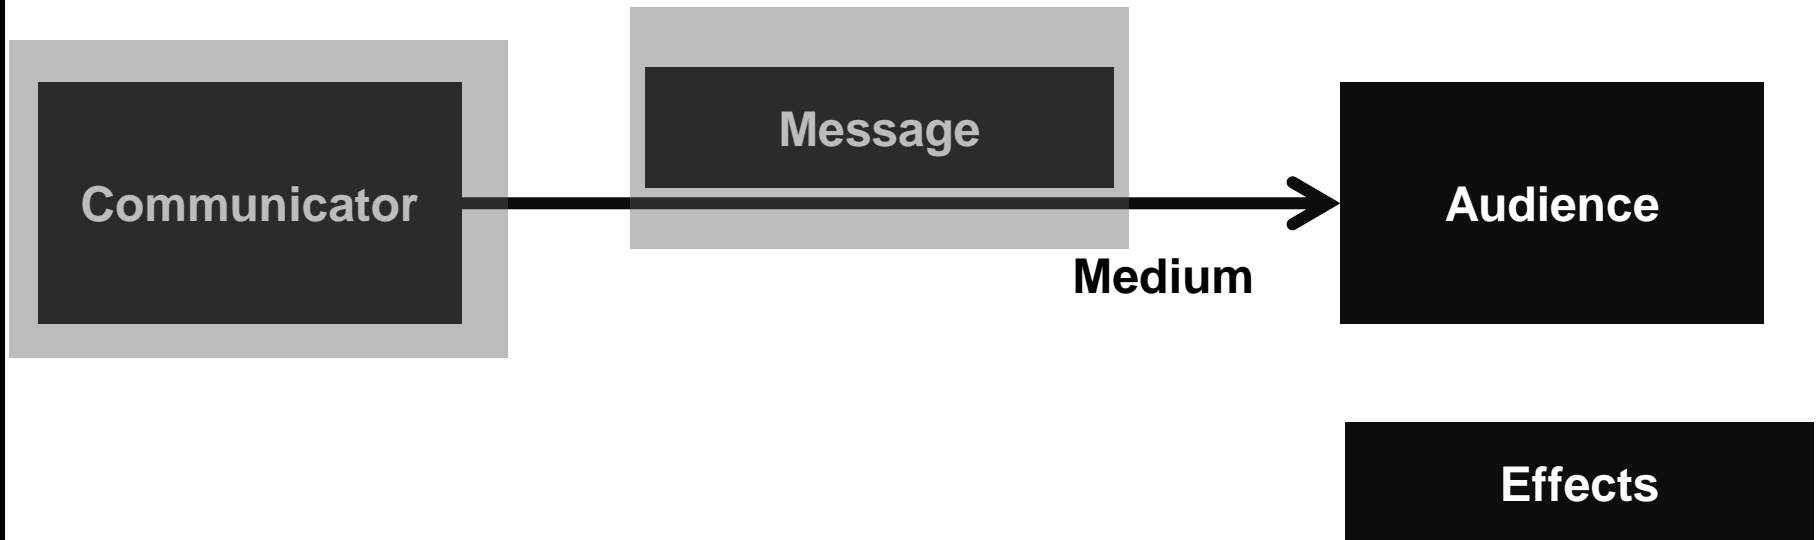 Message
Communicator
Audience
Medium
Effects